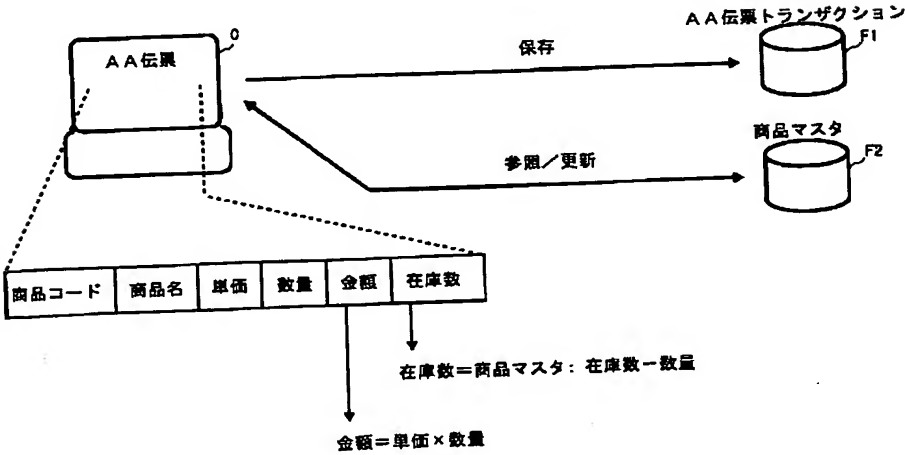 AA伝票トランザクション
F1
0
AA伝票
保存
商品マスタ
F2
参照/更新
商品コード 商品名 単価 数量 金額 在庫数
在庫数=商品マスタ: 在庫数-数量
金額=単価×数量